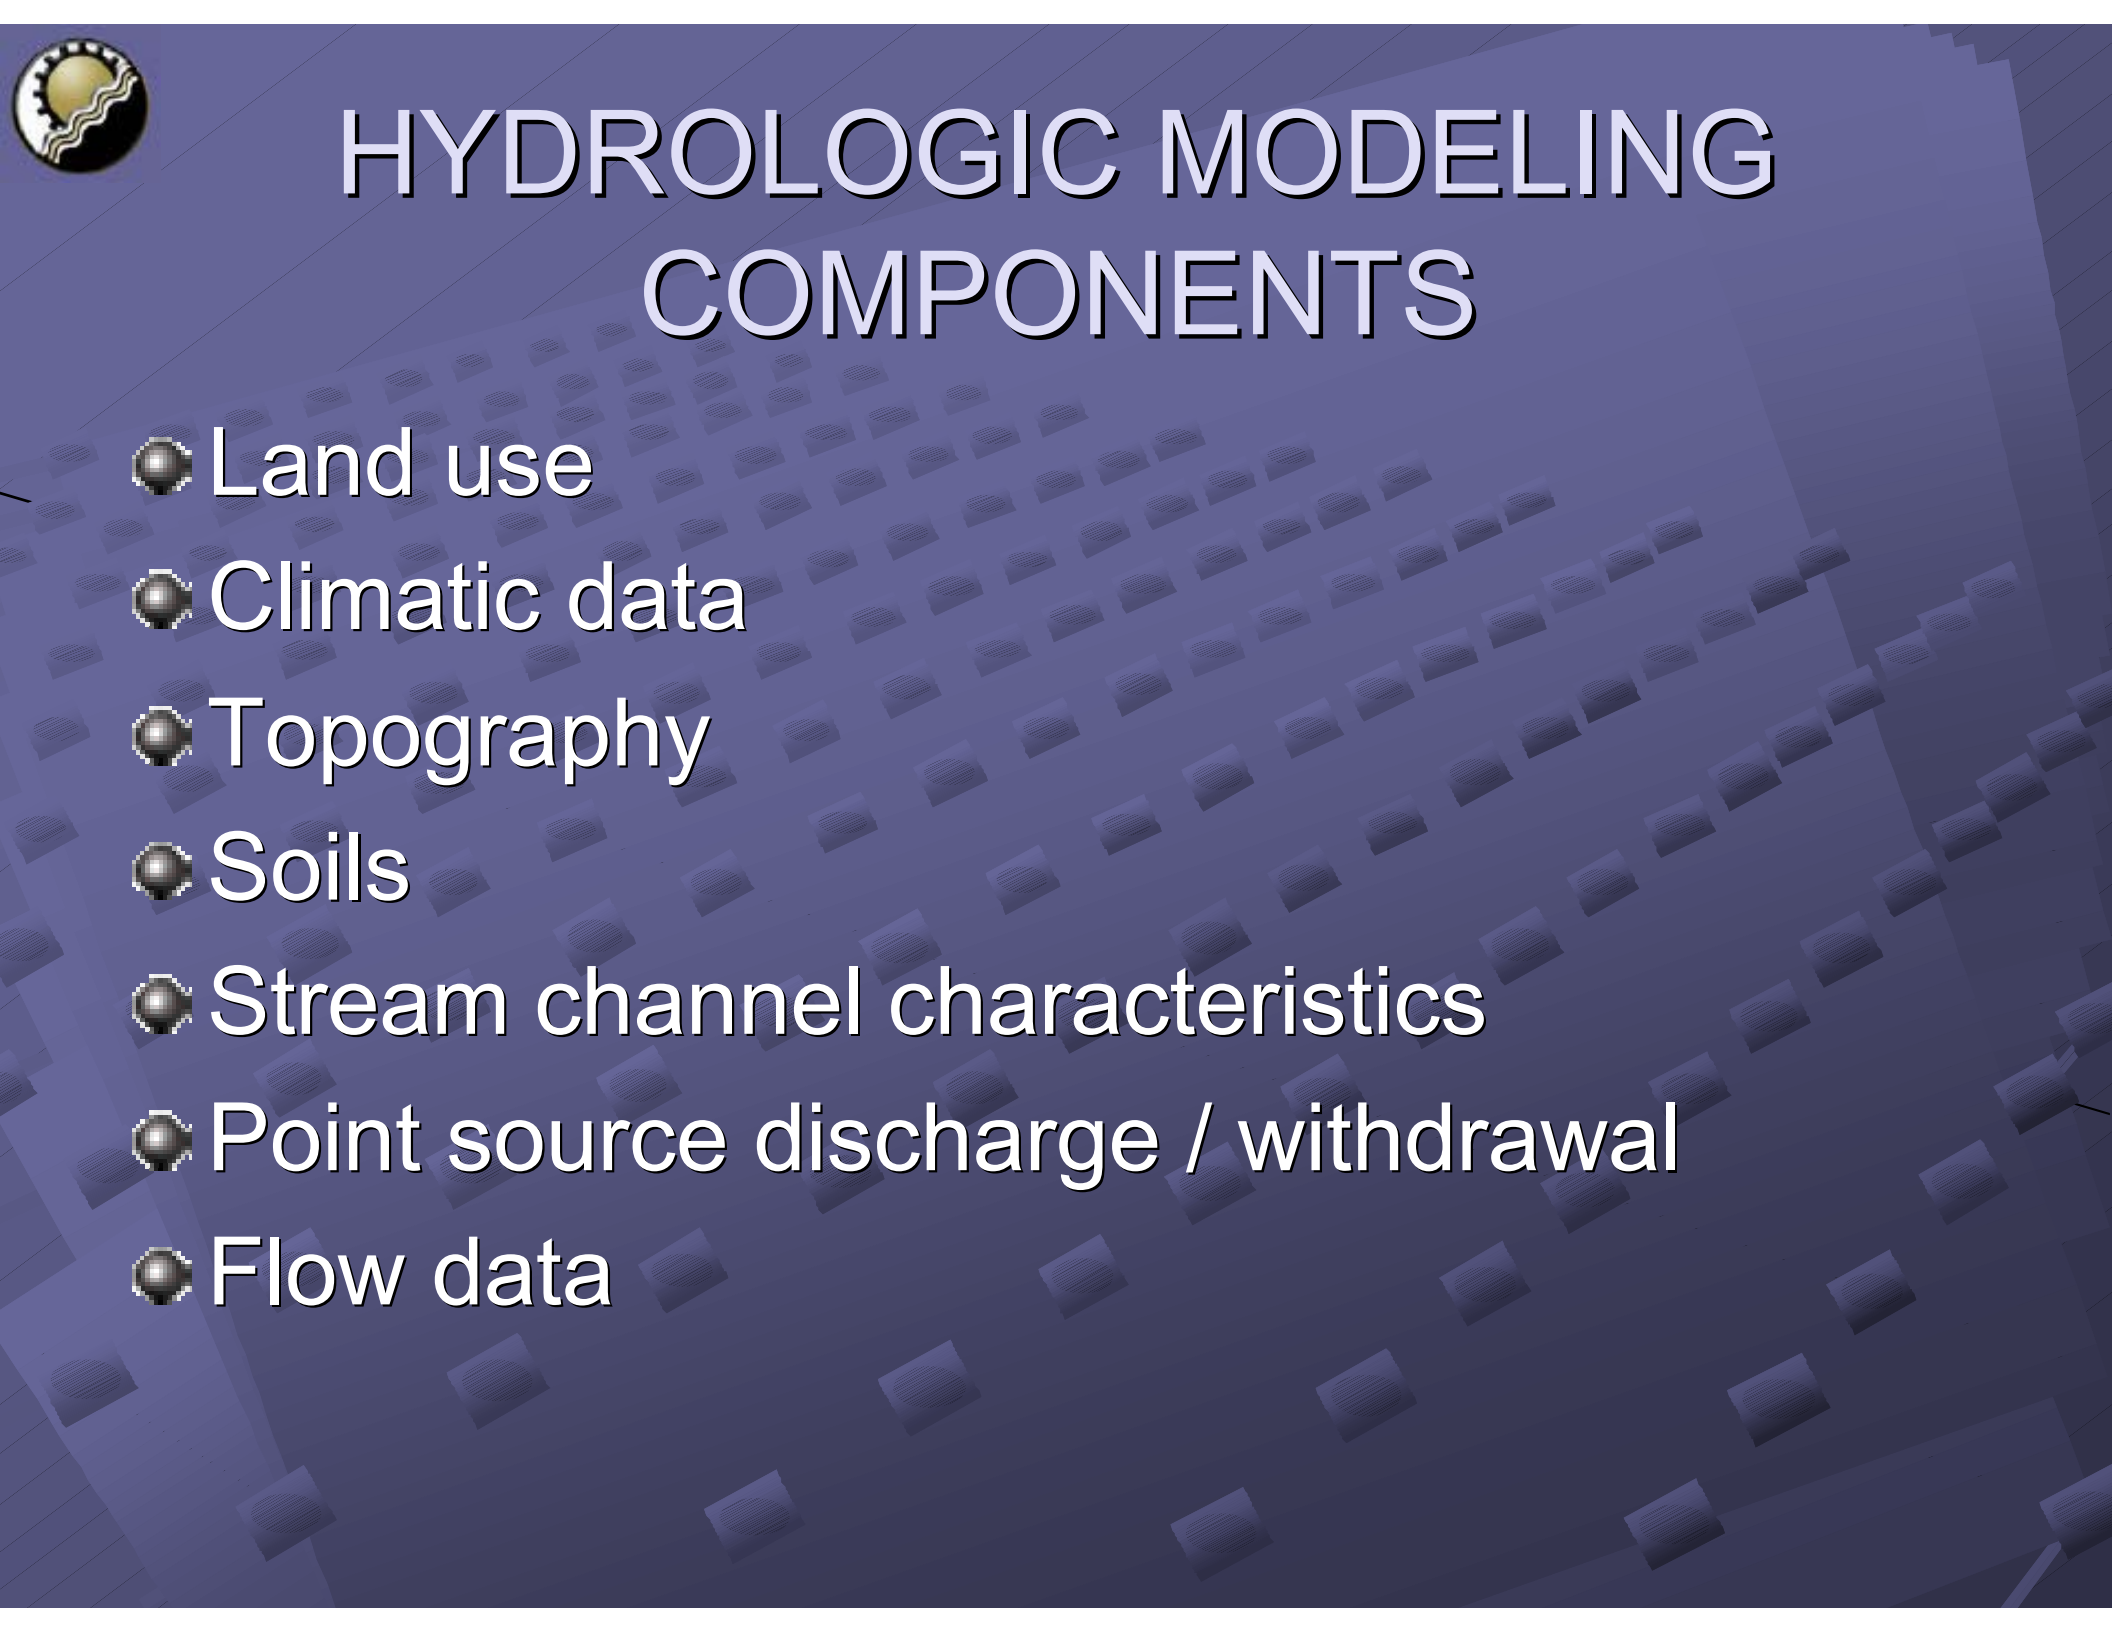 HYDROLOGIC MODELING
COMPONENTS
Land use
Climatic data
Topography
Soils
Stream channel characteristics
Point source discharge / withdrawal
Flow data